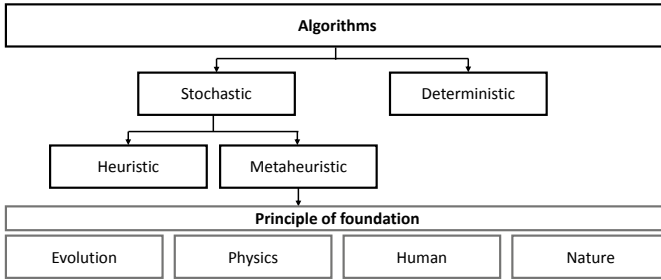 Algorithms
Stochastic
Deterministic
Heuristic
Metaheuristic
Principle of foundation
Evolution
Physics
Human
Nature